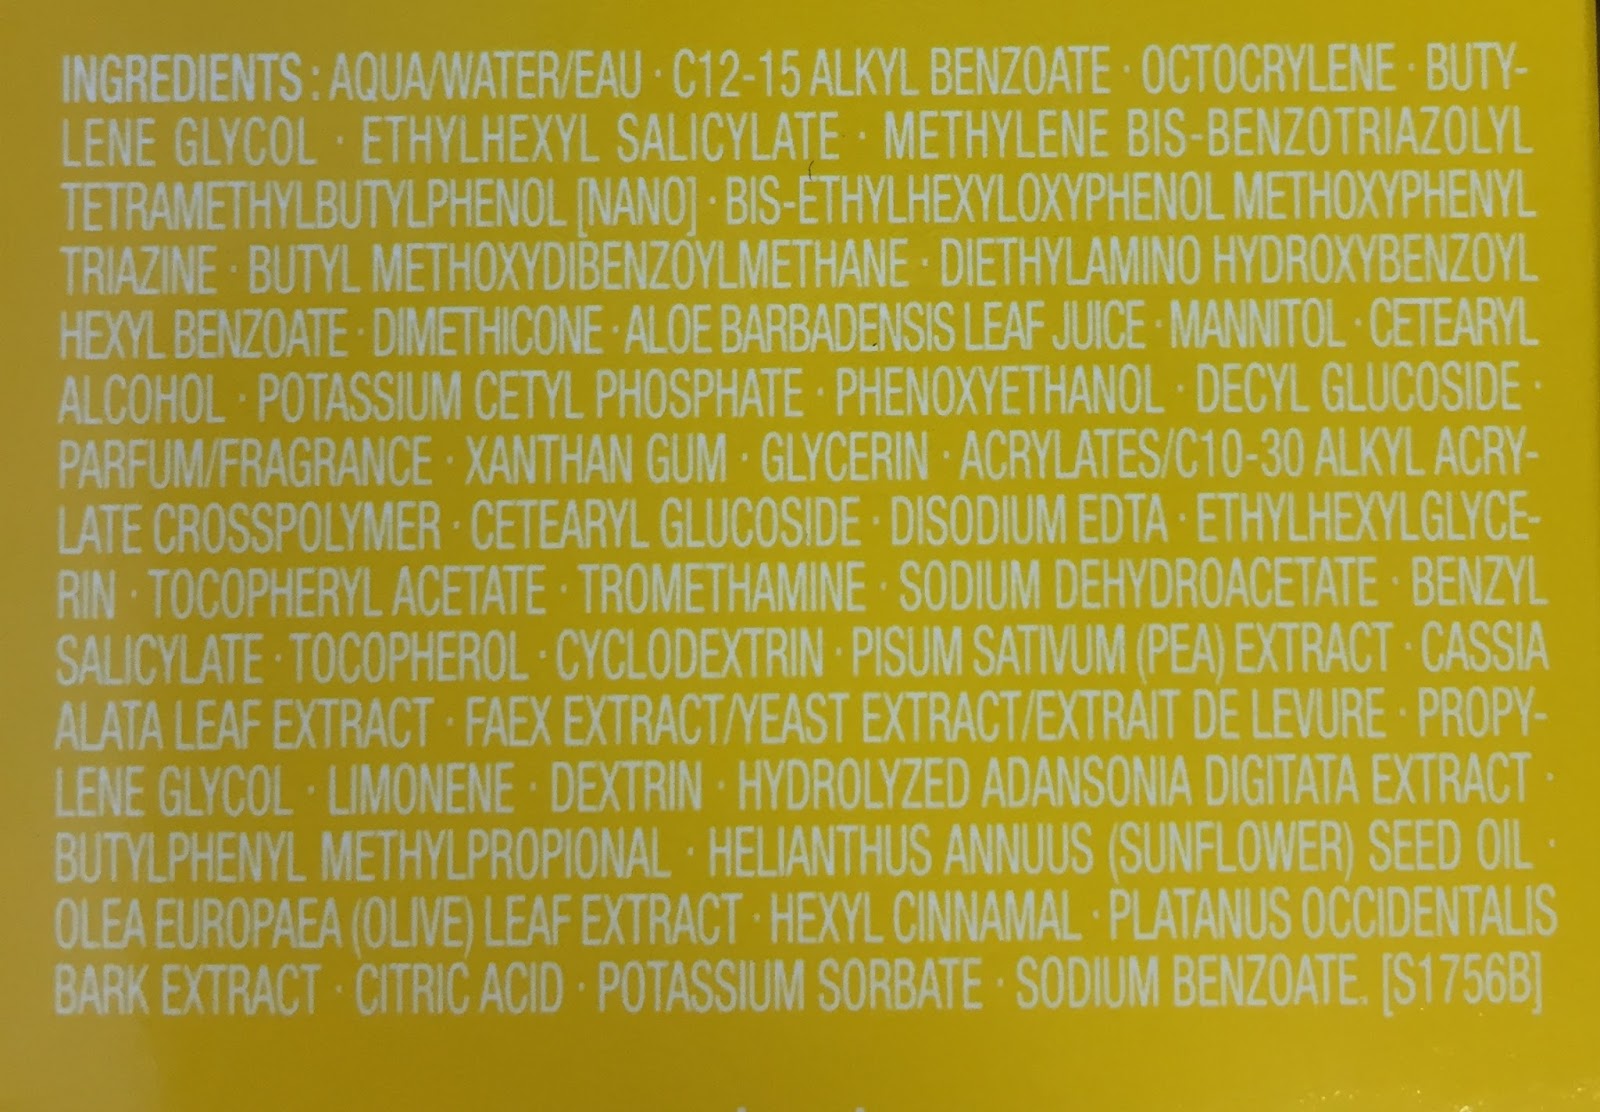 INGREDIENTS : AQUA/WATER/EAU · C12-15 ALKYL BENZOATE · OCTOCRYLENE · BUTY-
LENE GLYCOL · ETHYLHEXYL SALICYLATE · METHYLENE BIS-BENZOTRIAZOLYL
TETRAMETHYLBUTYLPHENOL [NANO] · BIS-ETHYLHEXYLOXYPHENOL METHOXYPHENYL
TRIAZINE · BUTYL METHOXYDIBENZOYLMETHANE · DIETHYLAMINO HYDROXYBENZOYL
HEXYL BENZOATE · DIMETHICONE · ALOE BARBADENSIS LEAF JUICE · MANNITOL · CETEARYL
ALCOHOL · POTASSIUM CETYL PHOSPHATE · PHENOXYETHANOL · DECYL GLUCOSIDE ·
PARFUM/FRAGRANCE · XANTHAN GUM · GLYCERIN · ACRYLATES/C10-30 ALKYL ACRY-
LATE CROSSPOLYMER · CETEARYL GLUCOSIDE · DISODIUM EDTA · ETHYLHEXYLGLYCE-
RIN · TOCOPHERYL ACETATE · TROMETHAMINE · SODIUM DEHYDROACETATE · BENZYL
SALICYLATE · TOCOPHEROL · CYCLODEXTRIN · PISUM SATIVUM (PEA) EXTRACT · CASSIA
ALATA LEAF EXTRACT · FAEX EXTRACT/YEAST EXTRACT/EXTRAIT DE LEVURE · PROPY-
LENE GLYCOL · LIMONENE · DEXTRIN · HYDROLYZED ADANSONIA DIGITATA EXTRACT ·
BUTYLPHENYL METHYLPROPIONAL · HELIANTHUS ANNUUS (SUNFLOWER) SEED OIL ·
OLEA EUROPAEA (OLIVE) LEAF EXTRACT · HEXYL CINNAMAL · PLATANUS OCCIDENTALIS
BARK EXTRACT · CITRIC ACID · POTASSIUM SORBATE · SODIUM BENZOATE. [S1756B]